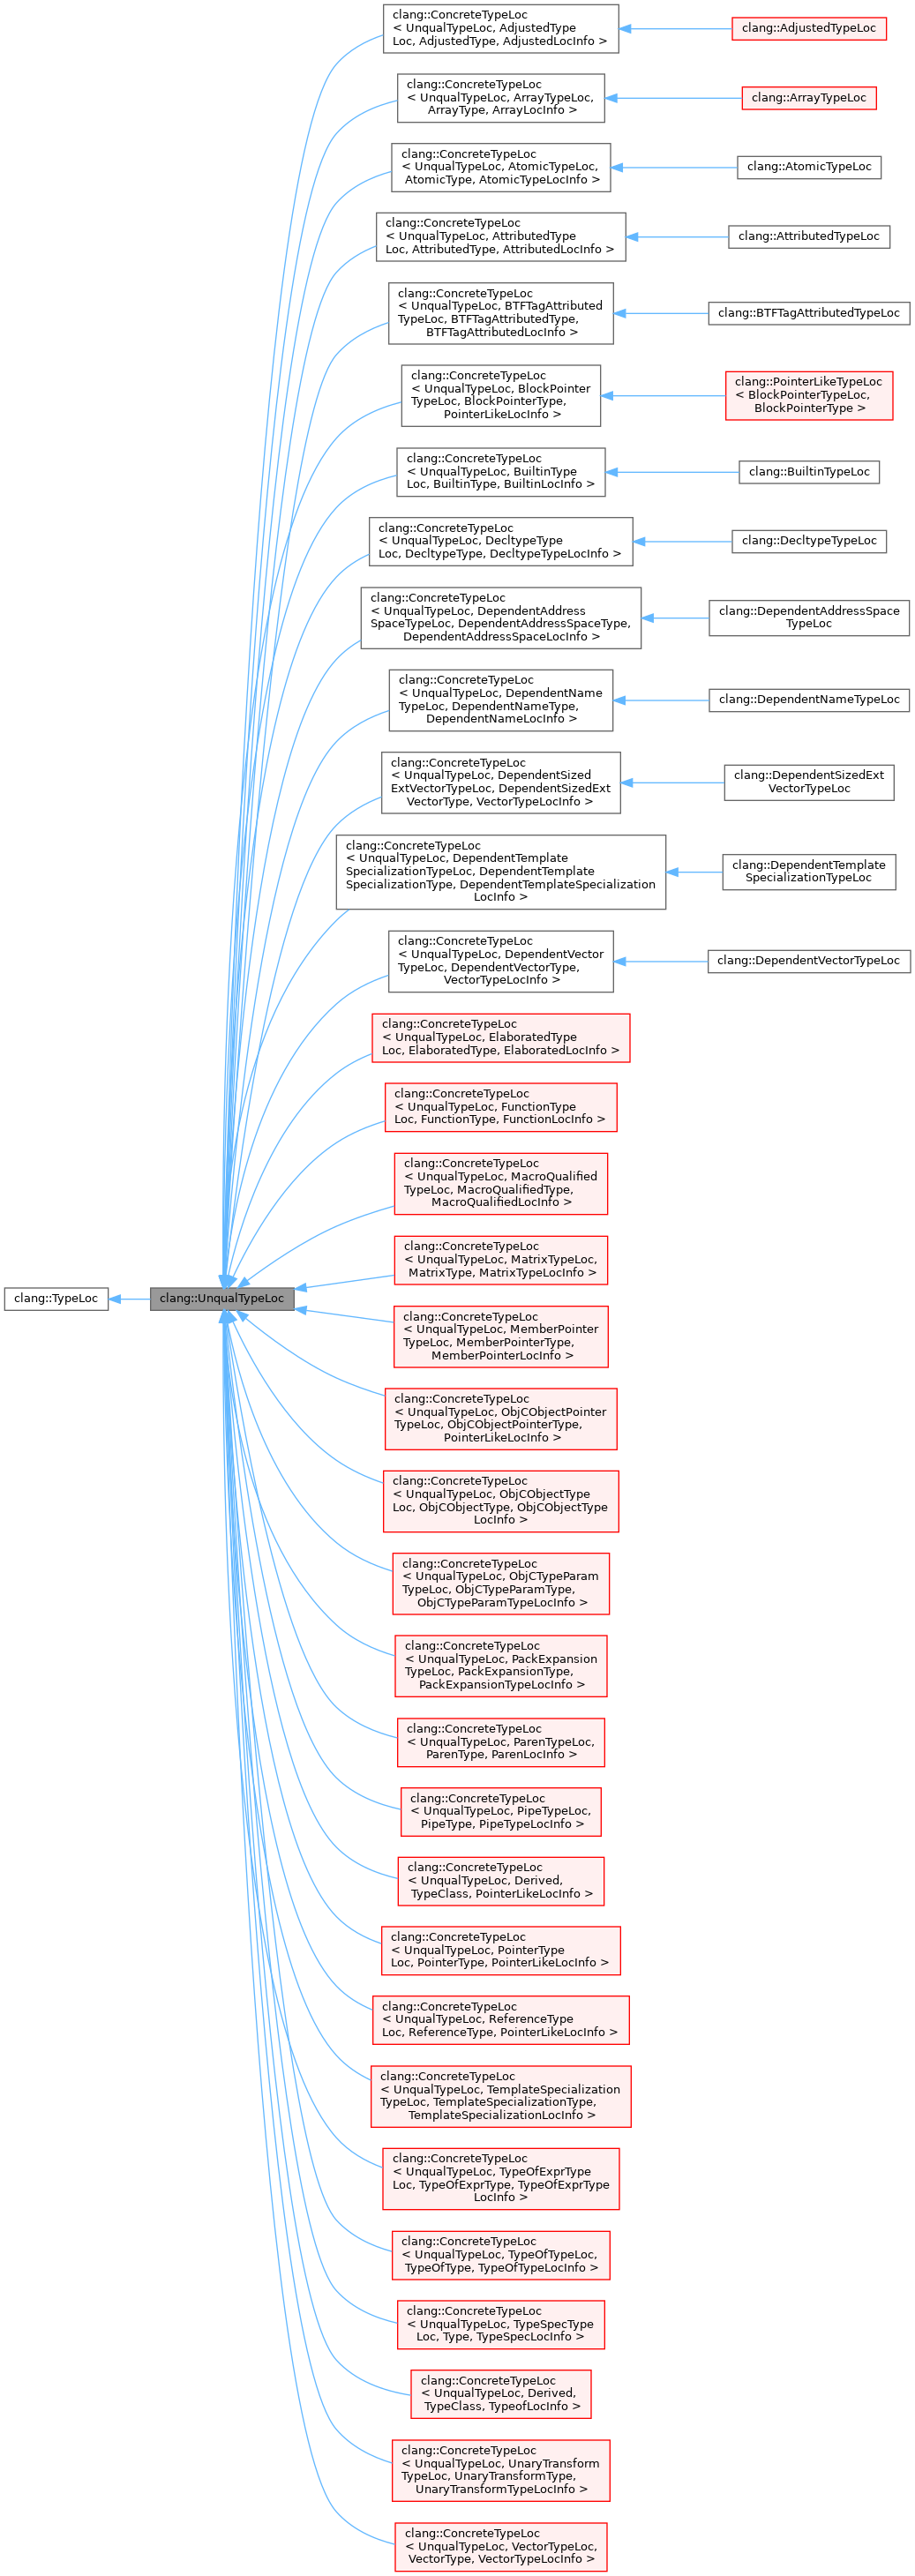 clang::ConcreteTypeLoc
< UnqualTypeLoc, AdjustedType
Loc, AdjustedType, AdjustedLocInfo >
clang::AdjustedTypeLoc
clang::ConcreteTypeLoc
< UnqualTypeLoc, ArrayTypeLoc,
ArrayType, ArrayLocInfo >
clang::ArrayTypeLoc
clang::ConcreteTypeLoc
< UnqualTypeLoc, AtomicTypeLoc,
AtomicType, AtomicTypeLocInfo >
clang::AtomicTypeLoc
clang::ConcreteTypeLoc
< UnqualTypeLoc, AttributedType
Loc, AttributedType, AttributedLocInfo >
clang::AttributedTypeLoc
clang::ConcreteTypeLoc
< UnqualTypeLoc, BTFTagAttributed
TypeLoc, BTFTagAttributedType,
BTFTagAttributedLocInfo >
clang::BTFTagAttributedTypeLoc
clang::ConcreteTypeLoc
< UnqualTypeLoc, BlockPointer
TypeLoc, BlockPointerType,
PointerLikeLocInfo >
clang::PointerLikeTypeLoc
< BlockPointerTypeLoc,
BlockPointerType >
clang::ConcreteTypeLoc
< UnqualTypeLoc, BuiltinType
Loc, BuiltinType, BuiltinLocInfo >
clang::BuiltinTypeLoc
clang::ConcreteTypeLoc
< UnqualTypeLoc, DecltypeType
Loc, DecltypeType, DecltypeTypeLocInfo >
clang::DecltypeTypeLoc
clang::ConcreteTypeLoc
< UnqualTypeLoc, DependentAddress
SpaceTypeLoc, DependentAddressSpaceType,
DependentAddressSpaceLocInfo >
clang::DependentAddressSpace
TypeLoc
clang::ConcreteTypeLoc
< UnqualTypeLoc, DependentName
TypeLoc, DependentNameType,
DependentNameLocInfo >
clang::DependentNameTypeLoc
clang::ConcreteTypeLoc
< UnqualTypeLoc, DependentSized
ExtVectorTypeLoc, DependentSizedExt
VectorType, VectorTypeLocInfo >
clang::DependentSizedExt
VectorTypeLoc
clang::ConcreteTypeLoc
< UnqualTypeLoc, DependentTemplate
SpecializationTypeLoc, DependentTemplate
SpecializationType, DependentTemplateSpecialization
LocInfo >
clang::DependentTemplate
SpecializationTypeLoc
clang::ConcreteTypeLoc
< UnqualTypeLoc, DependentVector
TypeLoc, DependentVectorType,
VectorTypeLocInfo >
clang::DependentVectorTypeLoc
clang::ConcreteTypeLoc
< UnqualTypeLoc, ElaboratedType
Loc, ElaboratedType, ElaboratedLocInfo >
clang::ConcreteTypeLoc
< UnqualTypeLoc, FunctionType
Loc, FunctionType, FunctionLocInfo >
clang::ConcreteTypeLoc
< UnqualTypeLoc, MacroQualified
TypeLoc, MacroQualifiedType,
MacroQualifiedLocInfo >
clang::ConcreteTypeLoc
< UnqualTypeLoc, MatrixTypeLoc,
MatrixType, MatrixTypeLocInfo >
clang::TypeLoc
clang::UnqualTypeLoc
clang::ConcreteTypeLoc
< UnqualTypeLoc, MemberPointer
TypeLoc, MemberPointerType,
MemberPointerLocInfo >
clang::ConcreteTypeLoc
< UnqualTypeLoc, ObjCObjectPointer
TypeLoc, ObjCObjectPointerType,
PointerLikeLocInfo >
clang::ConcreteTypeLoc
< UnqualTypeLoc, ObjCObjectType
Loc, ObjCObjectType, ObjCObjectType
LocInfo >
clang::ConcreteTypeLoc
< UnqualTypeLoc, ObjCTypeParam
TypeLoc, ObjCTypeParamType,
ObjCTypeParamTypeLocInfo >
clang::ConcreteTypeLoc
< UnqualTypeLoc, PackExpansion
TypeLoc, PackExpansionType,
PackExpansionTypeLocInfo >
clang::ConcreteTypeLoc
< UnqualTypeLoc, ParenTypeLoc,
ParenType, ParenLocInfo >
clang::ConcreteTypeLoc
< UnqualTypeLoc, PipeTypeLoc,
PipeType, PipeTypeLocInfo >
clang::ConcreteTypeLoc
< UnqualTypeLoc, Derived,
TypeClass, PointerLikeLocInfo >
clang::ConcreteTypeLoc
< UnqualTypeLoc, PointerType
Loc, PointerType, PointerLikeLocInfo >
clang::ConcreteTypeLoc
< UnqualTypeLoc, ReferenceType
Loc, ReferenceType, PointerLikeLocInfo >
clang::ConcreteTypeLoc
< UnqualTypeLoc, TemplateSpecialization
TypeLoc, TemplateSpecializationType,
TemplateSpecializationLocInfo >
clang::ConcreteTypeLoc
< UnqualTypeLoc, TypeOfExprType
Loc, TypeOfExprType, TypeOfExprType
LocInfo >
clang::ConcreteTypeLoc
< UnqualTypeLoc, TypeOfTypeLoc,
TypeOfType, TypeOfTypeLocInfo >
clang::ConcreteTypeLoc
< UnqualTypeLoc, TypeSpecType
Loc, Type, TypeSpecLocInfo >
clang::ConcreteTypeLoc
< UnqualTypeLoc, Derived,
TypeClass, TypeofLocInfo >
clang::ConcreteTypeLoc
< UnqualTypeLoc, UnaryTransform
TypeLoc, UnaryTransformType,
UnaryTransformTypeLocInfo >
clang::ConcreteTypeLoc
< UnqualTypeLoc, VectorTypeLoc,
VectorType, VectorTypeLocInfo >